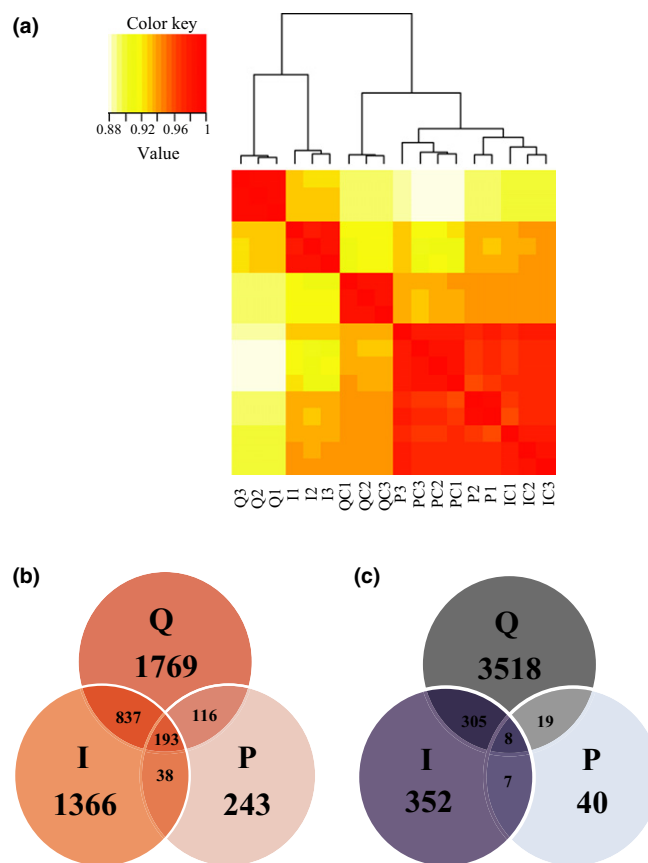 (a)
Color key
0.88 0.92 0.96 1
Value
Q3 Q2 Q1 I1 I2 I3 QC1 QC2 QC3 P3 PC3 PC2 PC1 P2 P1 IC1 IC2 IC3
(b)
Q
1769
837
116
193
I
P
38
1366
243
(c)
Q
3518
305
19
8
I
P
7
352
40